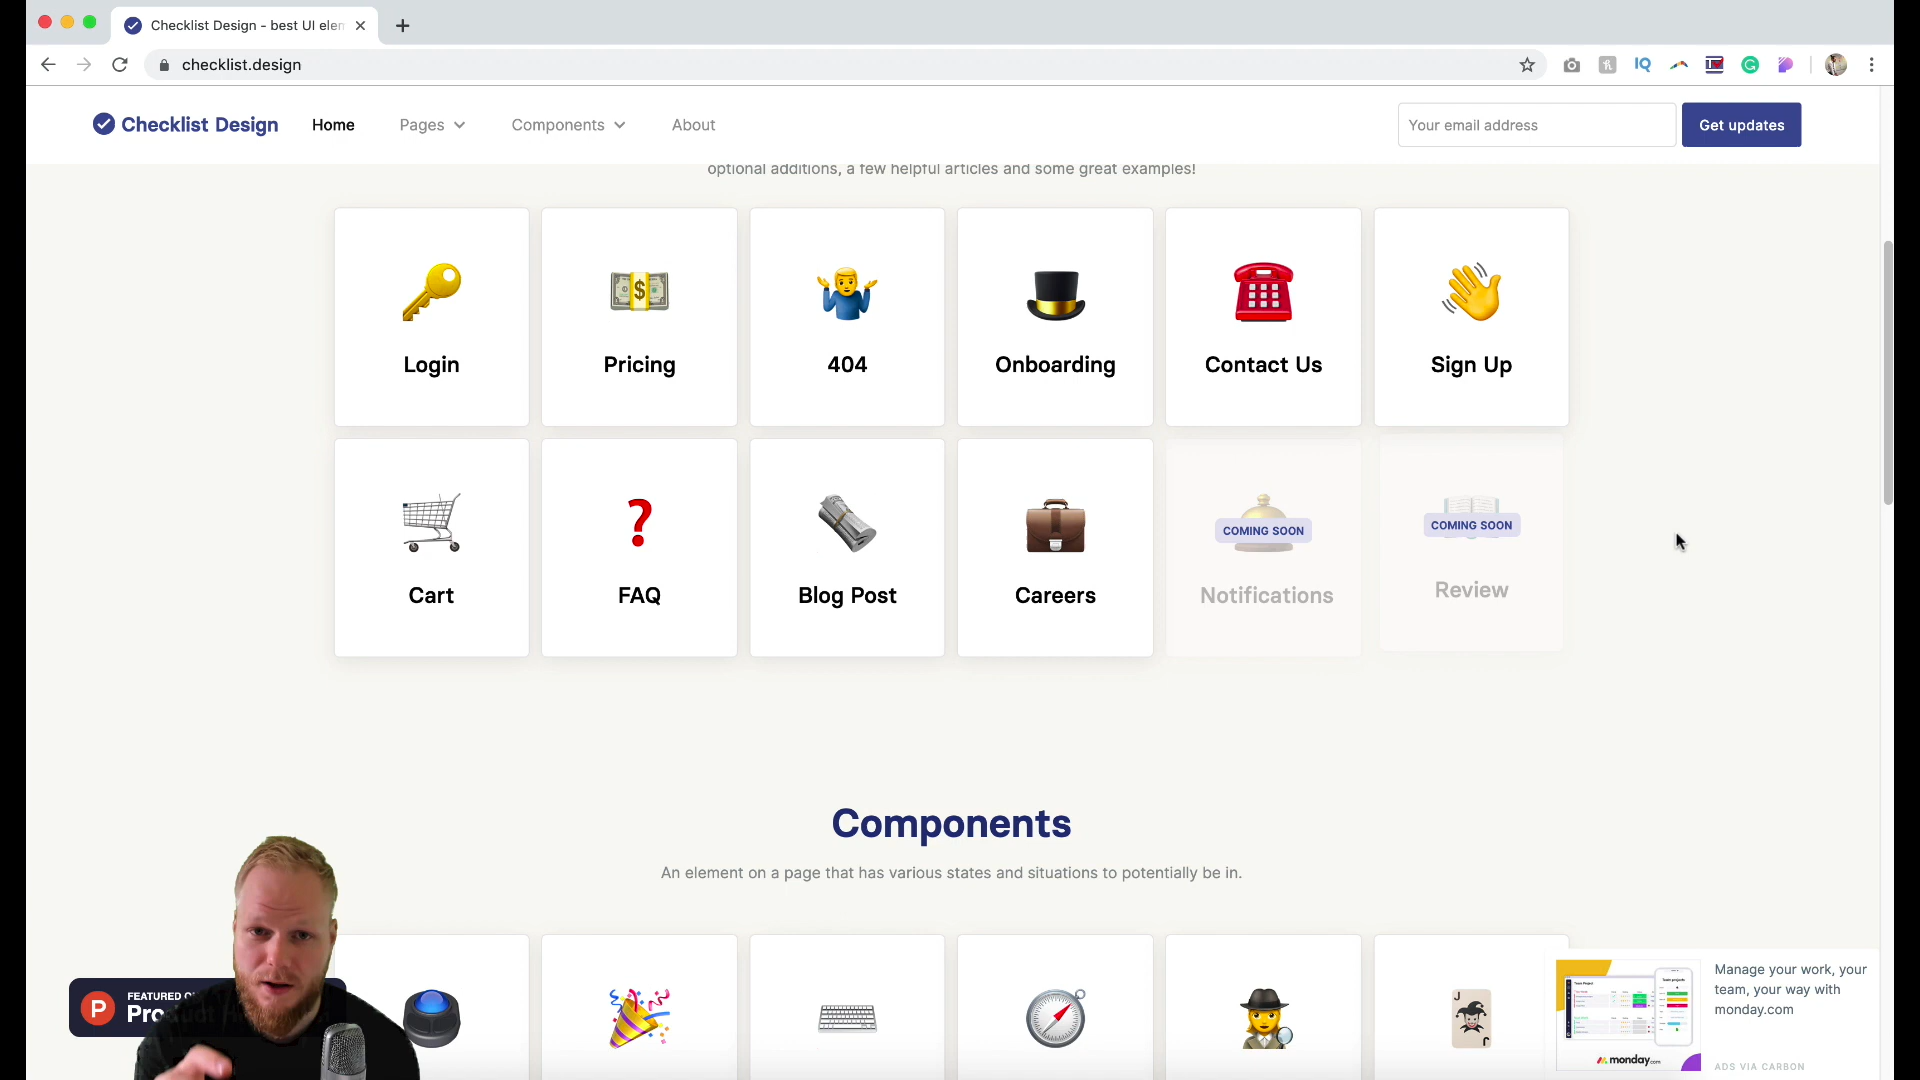 Checklist Design - best UI elem
checklist.design
Checklist Design
Home
Pages
Components
About
Your email address
Get updates
optional additions, a few helpful articles and some great examples!
Login
Pricing
404
Onboarding
Contact Us
Sign Up
Cart
FAQ
Blog Post
Careers
COMING SOON
Notifications
COMING SOON
Review
Components
An element on a page that has various states and situations to potentially be in.
P
FEATURED O
Product
Manage your work, your
team, your way with
monday.com
monday.com
ADS VIA CARBON
IQ
J
J